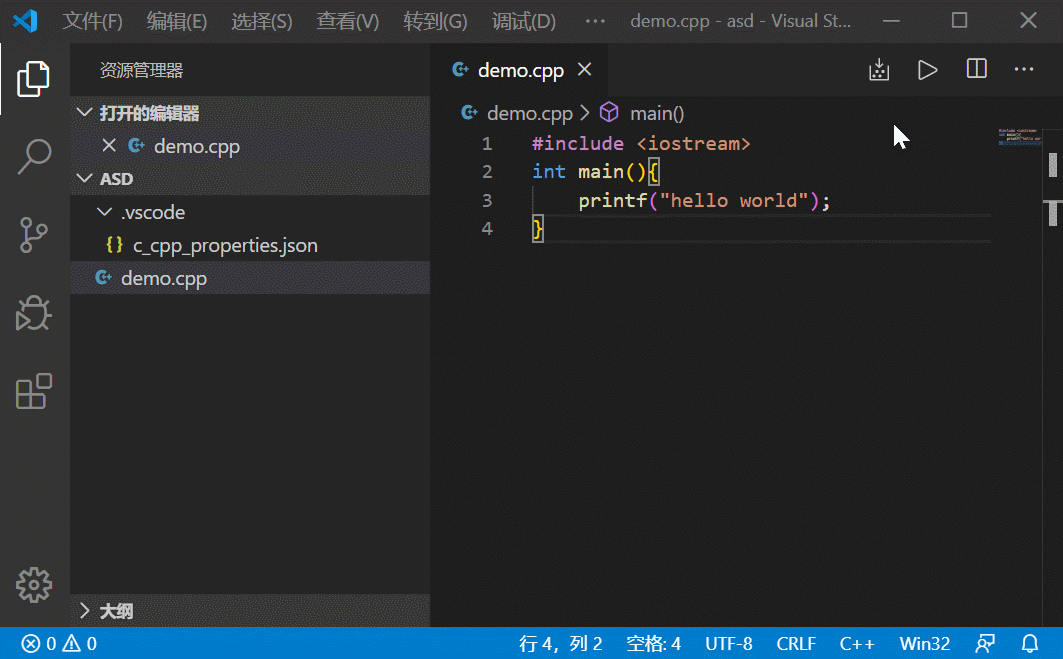 文件(F) 编辑(E) 选择(S) 查看(V) 转到(G) 调试(D) ··· demo.cpp - asd - Visual St...
资源管理器
打开的编辑器
demo.cpp
ASD
.vscode
{} c_cpp_properties.json
demo.cpp
大纲
demo.cpp
demo.cpp > main()
1 #include <iostream>
2 int main(){
3 printf("hello world");
4 }
0 0 行 4，列 2 空格: 4 UTF-8 CRLF C++ Win32